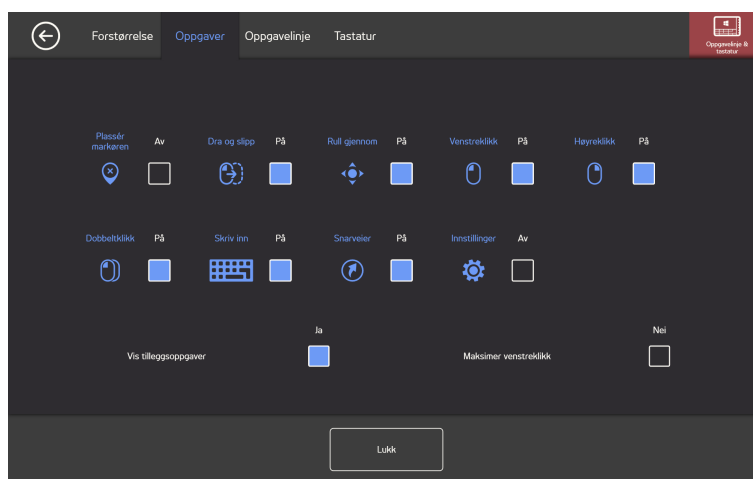 Forstørrelse Oppgaver Oppgavelinje Tastatur
Oppgavelinje &
tastatur
Plassér
markøren Av Dra og slipp På Rull gjennom På Venstreklikk På Høyreklikk På
Dobbeltklikk På Skriv inn På Snarveier På Innstillinger Av
Ja Nei
Vis tilleggsoppgaver Maksimer venstreklikk
Lukk